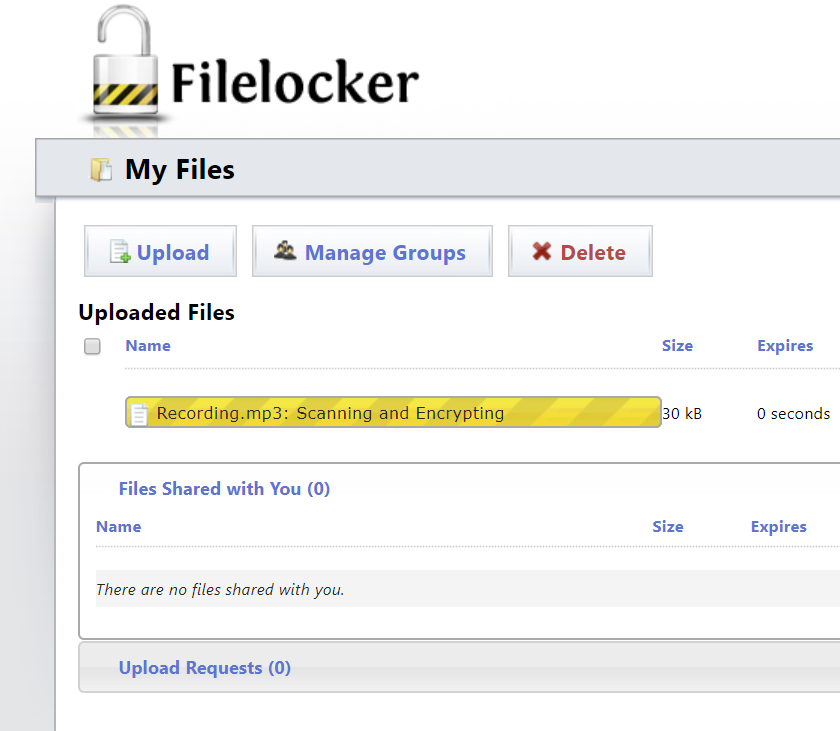 Filelocker
My Files
Upload Manage Groups Delete
Uploaded Files
Name Size Expires
Recording.mp3: Scanning and Encrypting 30 kB 0 seconds
Files Shared with You (0)
Name Size Expires
There are no files shared with you.
Upload Requests (0)